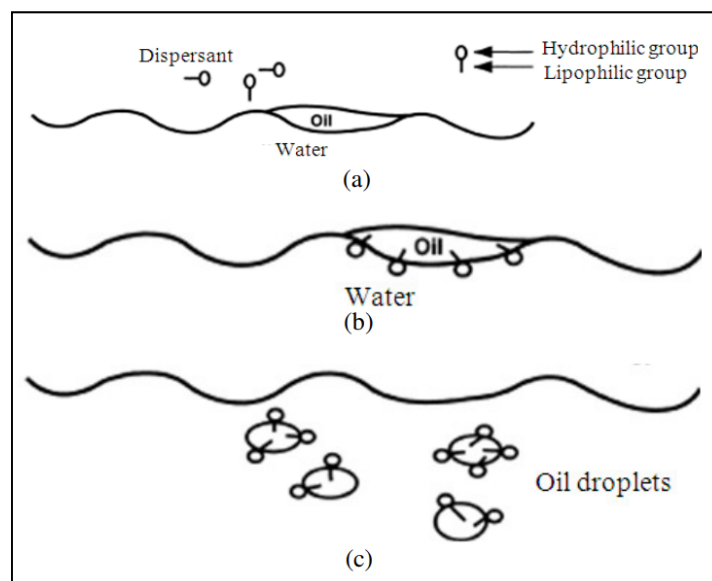 Dispersant
Hydrophilic group
Lipophilic group
Oil
Water
(a)
Oil
Water
(b)
Oil droplets
(c)